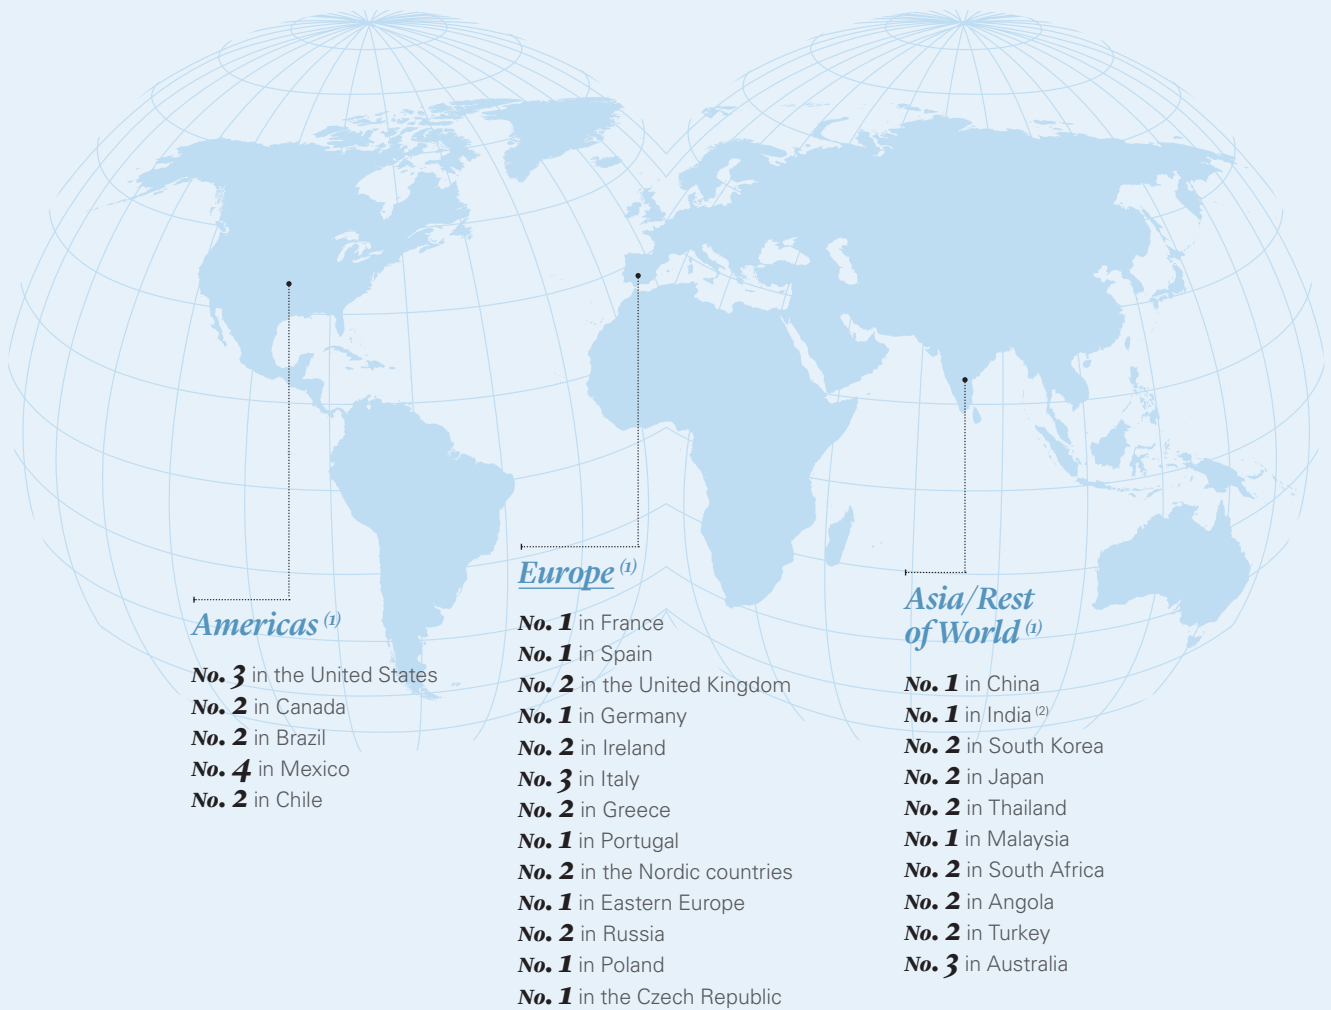 Americas (1)
No. 3 in the United States
No. 2 in Canada
No. 2 in Brazil
No. 4 in Mexico
No. 2 in Chile
Europe (1)
No. 1 in France
No. 1 in Spain
No. 2 in the United Kingdom
No. 1 in Germany
No. 2 in Ireland
No. 3 in Italy
No. 2 in Greece
No. 1 in Portugal
No. 2 in the Nordic countries
No. 1 in Eastern Europe
No. 2 in Russia
No. 1 in Poland
No. 1 in the Czech Republic
Asia/Rest
of World (1)
No. 1 in China
No. 1 in India (2)
No. 2 in South Korea
No. 2 in Japan
No. 2 in Thailand
No. 1 in Malaysia
No. 2 in South Africa
No. 2 in Angola
No. 2 in Turkey
No. 3 in Australia